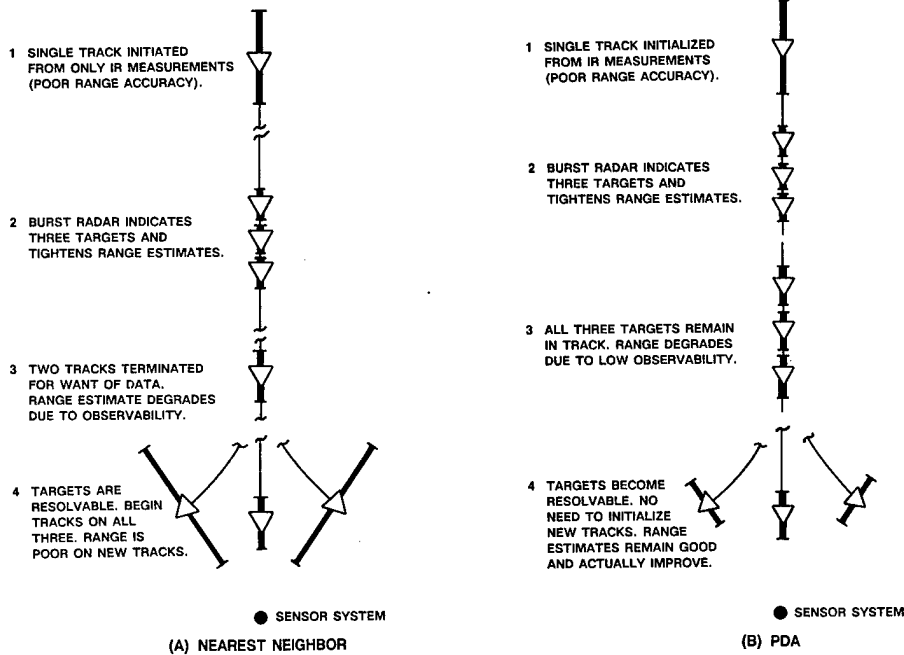 1 SINGLE TRACK INITIATED
FROM ONLY IR MEASUREMENTS
(POOR RANGE ACCURACY).
2 BURST RADAR INDICATES
THREE TARGETS AND
TIGHTENS RANGE ESTIMATES.
3 TWO TRACKS TERMINATED
FOR WANT OF DATA.
RANGE ESTIMATE DEGRADES
DUE TO OBSERVABILITY.
4 TARGETS ARE
RESOLVABLE. BEGIN
TRACKS ON ALL
THREE. RANGE IS
POOR ON NEW TRACKS.
SENSOR SYSTEM
(A) NEAREST NEIGHBOR
1 SINGLE TRACK INITIALIZED
FROM IR MEASUREMENTS
(POOR RANGE ACCURACY).
2 BURST RADAR INDICATES
THREE TARGETS AND
TIGHTENS RANGE ESTIMATES.
3 ALL THREE TARGETS REMAIN
IN TRACK. RANGE DEGRADES
DUE TO LOW OBSERVABILITY.
4 TARGETS BECOME
RESOLVABLE. NO
NEED TO INITIALIZE
NEW TRACKS. RANGE
ESTIMATES REMAIN GOOD
AND ACTUALLY IMPROVE.
SENSOR SYSTEM
(B) PDA